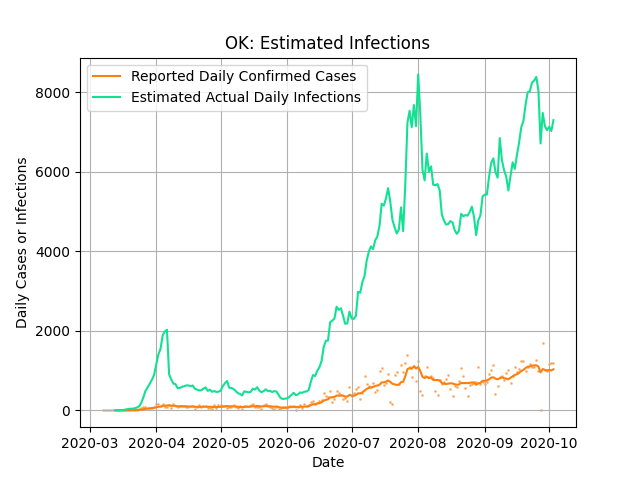 OK: Estimated Infections
Reported Daily Confirmed Cases
Estimated Actual Daily Infections
Daily Cases or Infections
8000
6000
4000
2000
0
2020-03 2020-04 2020-05 2020-06 2020-07 2020-08 2020-09 2020-10
Date